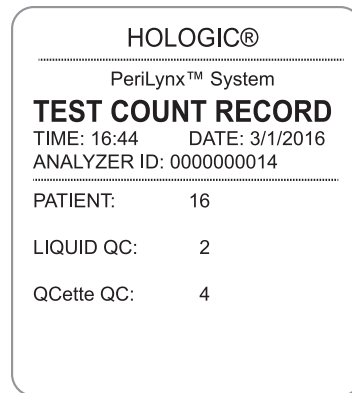 HOLOGIC®
PeriLynx™ System
TEST COUNT RECORD
TIME: 16:44 DATE: 3/1/2016
ANALYZER ID: 0000000014
PATIENT: 16
LIQUID QC: 2
QCette QC: 4